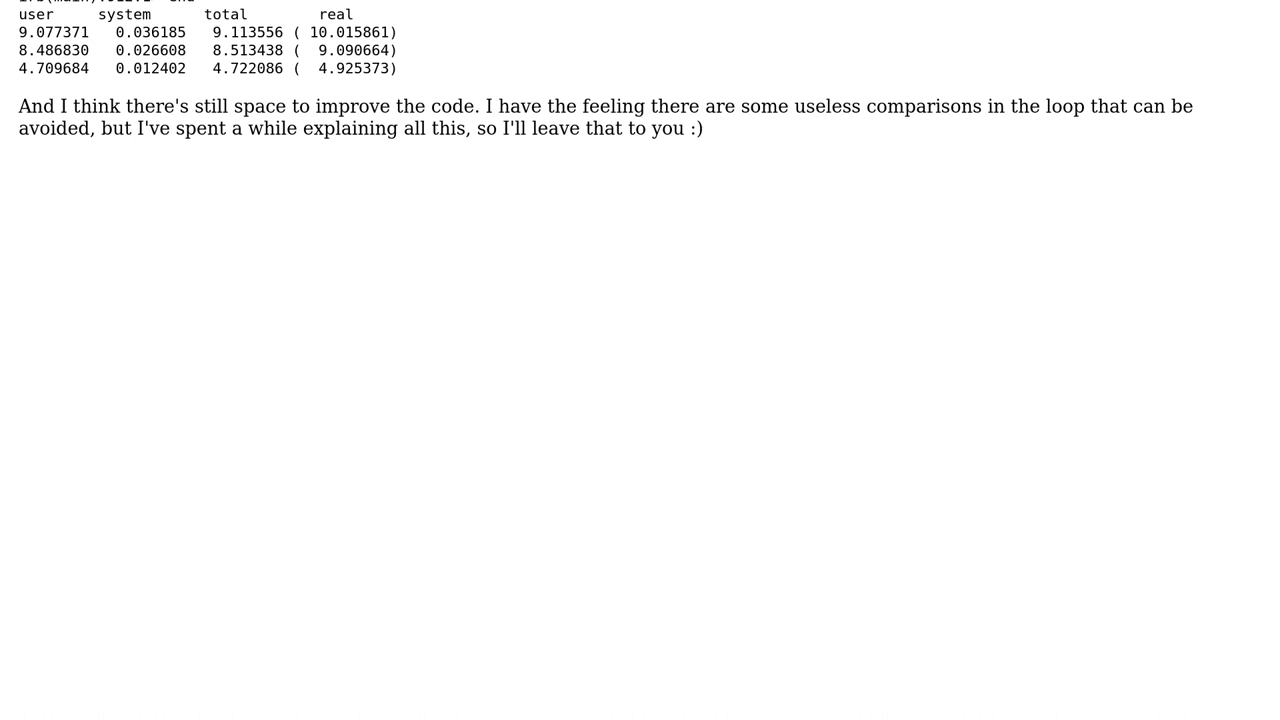 user     system      total        real
9.077371   0.036185   9.113556 ( 10.015861)
8.486830   0.026608   8.513438 (  9.090664)
4.709684   0.012402   4.722086 (  4.925373)
And I think there's still space to improve the code. I have the feeling there are some useless comparisons in the loop that can be
avoided, but I've spent a while explaining all this, so I'll leave that to you :)